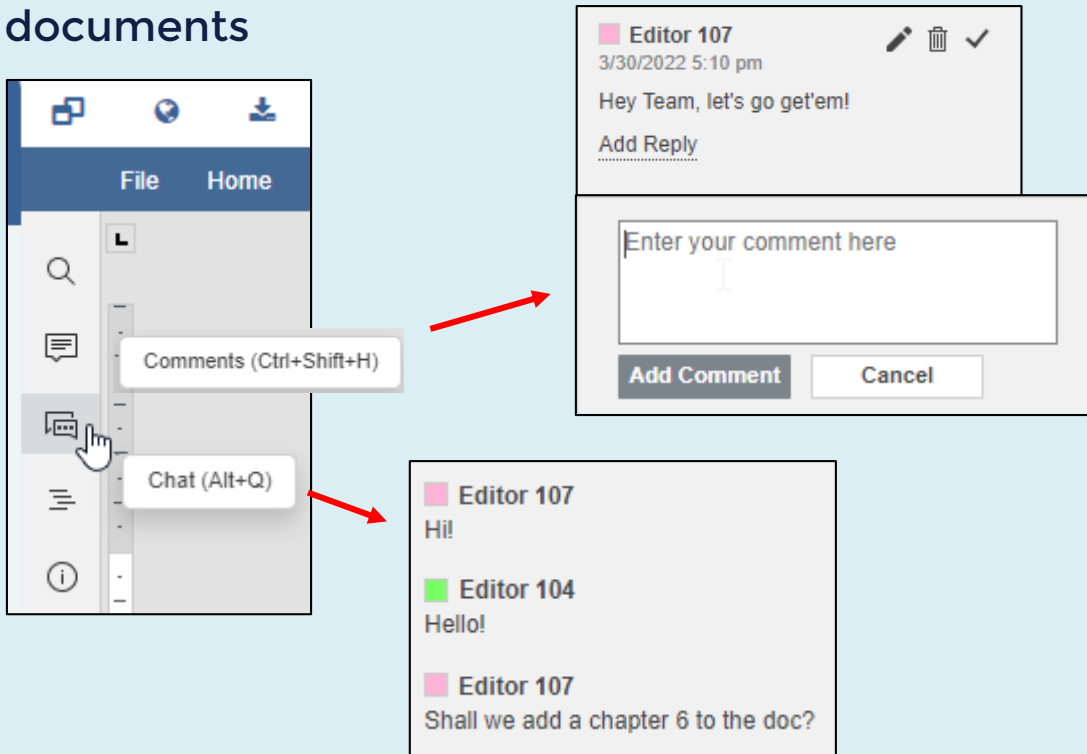 documents
File Home
Comments (Ctrl+Shift+H)
Chat (Alt+Q)
Editor 107
3/30/2022 5:10 pm
Hey Team, let's go get'em!
Add Reply
Enter your comment here
Add Comment Cancel
Editor 107
Hi!
Editor 104
Hello!
Editor 107
Shall we add a chapter 6 to the doc?